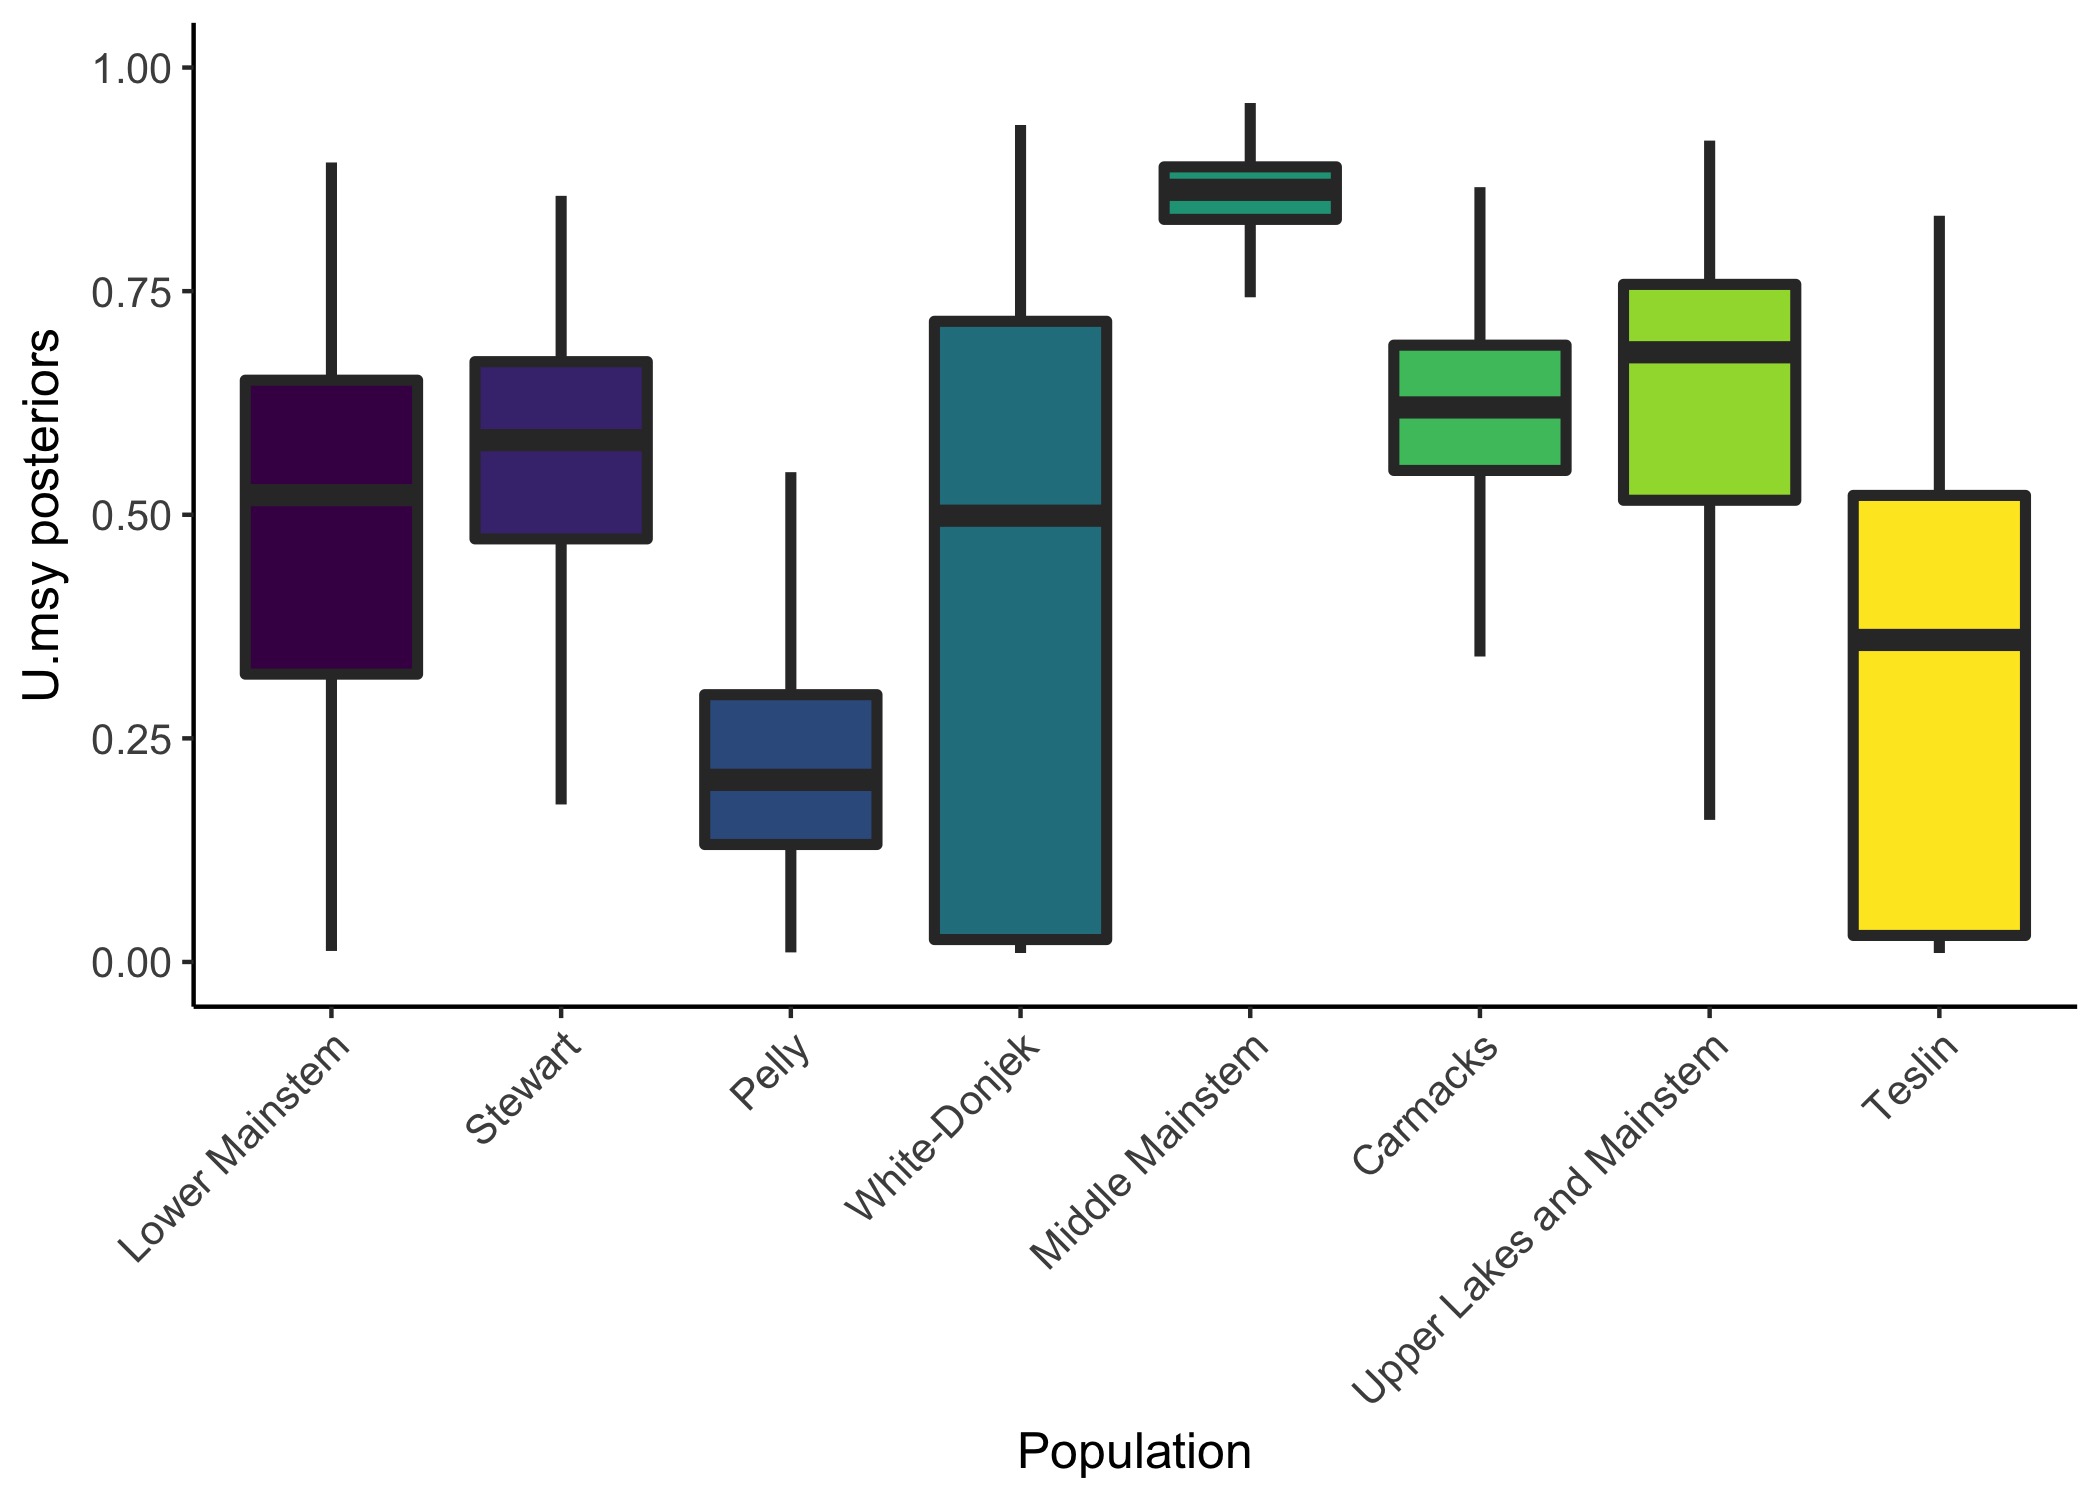 U.msy posteriors
1.00
0.75
0.50
0.25
0.00
Lower Mainstem
Stewart
Pelly
White-Donjek
Middle Mainstem
Carmacks
Upper Lakes and Mainstem
Teslin
Population